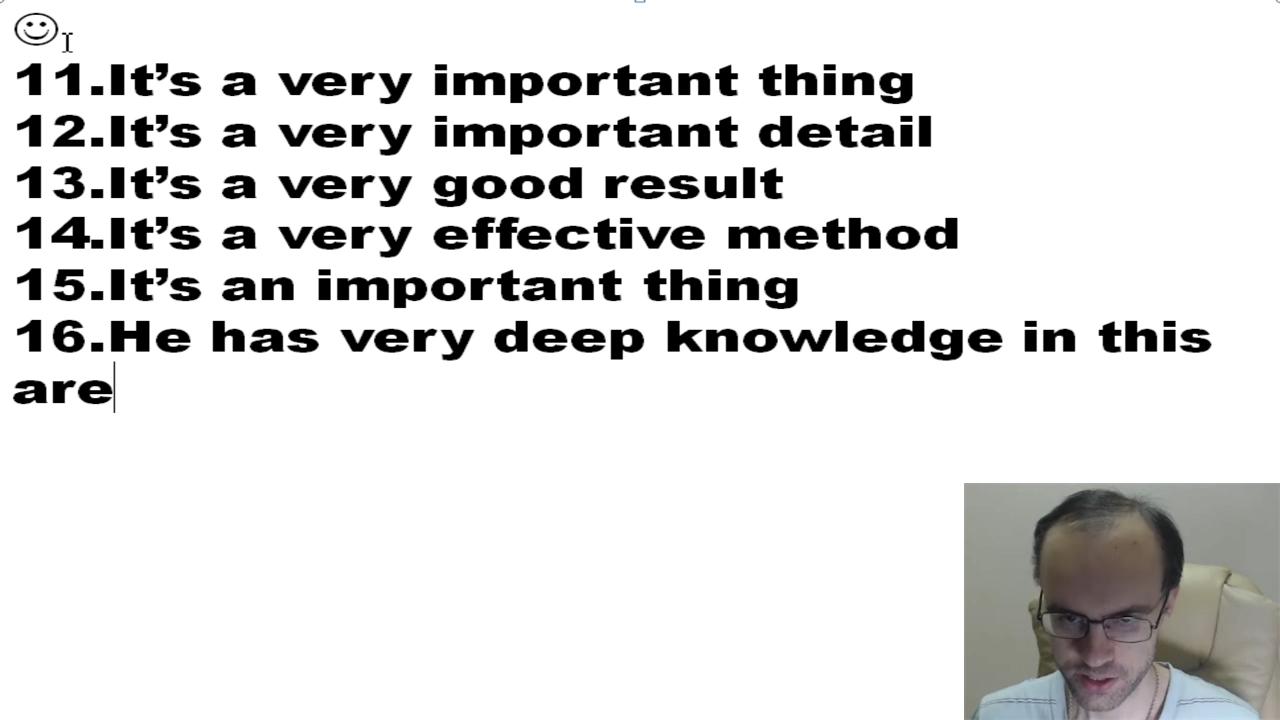 11.It’s a very important thing
12.It’s a very important detail
13.It’s a very good result
14.It’s a very effective method
15.It’s an important thing
16.He has very deep knowledge in this
are